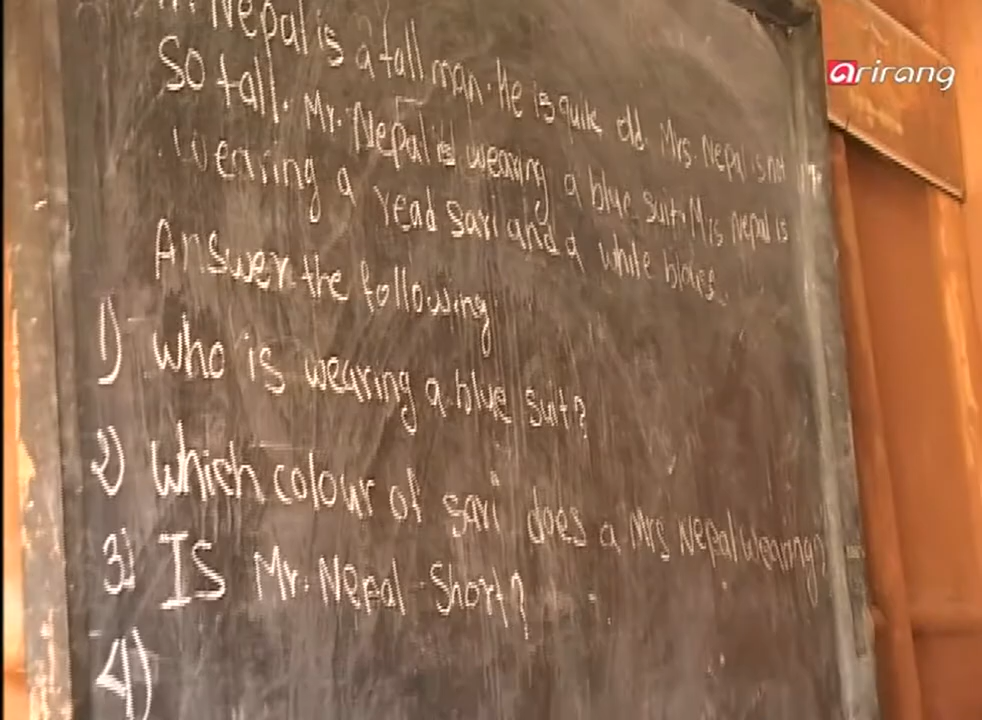 Nepal is a tall man. He is quite old. Mrs. Nepal is not
so tall. Mr. Nepal is wearing a blue suit. Mrs Nepal is
wearing a read sari and a white
Answer the following
1) Who is wearing a blue suit?
2) Which colour of sari does a Mrs Nepal wearing?
3) IS Mr. Nepal Short?
4)
arirang